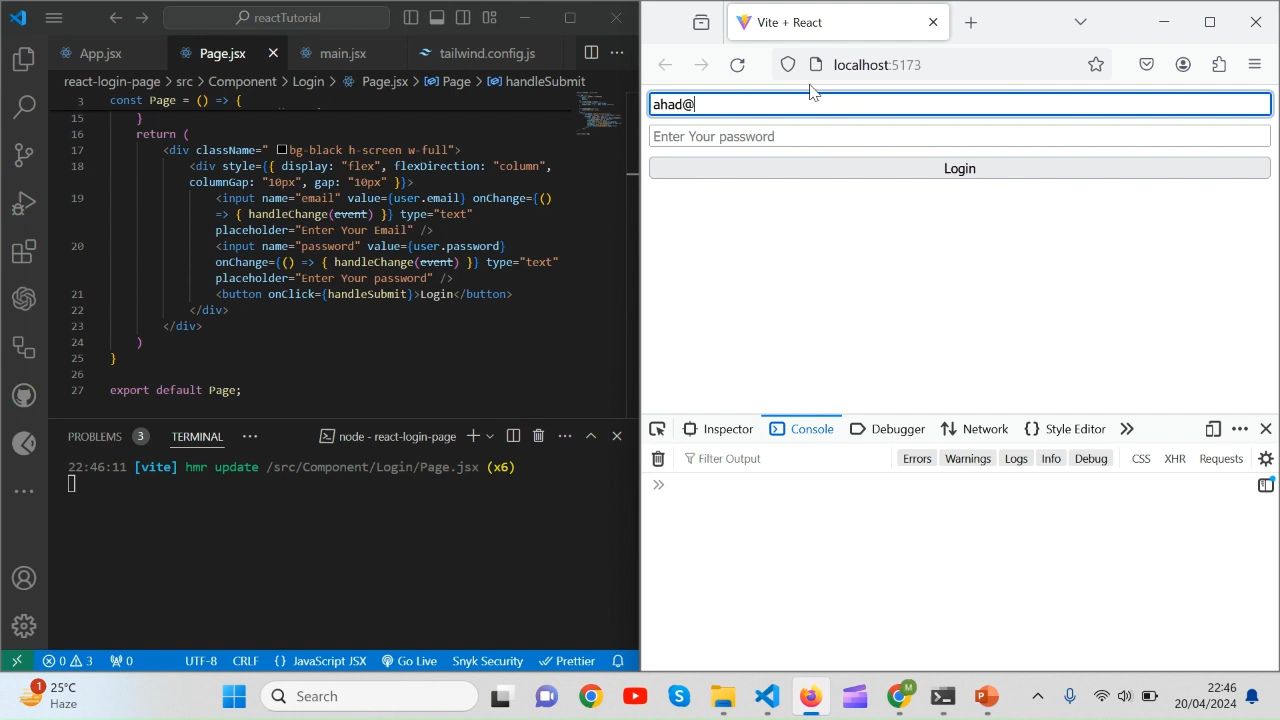 reactTutorial
App.jsx
Page.jsx
main.jsx
tailwind.config.js
react-login-page > src > Component > Login > Page.jsx > Page > handleSubmit
3 const Page = () => {
15 }
16 return (
17 <div className=" bg-black h-screen w-full">
18 <div style={{ display: "flex", flexDirection: "column",
columnGap: "10px", gap: "10px" }}>
19 <input name="email" value={user.email} onChange={()
=> { handleChange(event) }} type="text"
placeholder="Enter Your Email" />
20 <input name="password" value={user.password}
onChange={() => { handleChange(event) }} type="text"
placeholder="Enter Your password" />
21 <button onClick={handleSubmit}>Login</button>
22 </div>
23 </div>
24 )
25 }
26
27 export default Page;
PROBLEMS 3 TERMINAL
node - react-login-page
22:46:11 [vite] hmr update /src/Component/Login/Page.jsx (x6)
0 3 0 UTF-8 CRLF {} JavaScript JSX Go Live Snyk Security Prettier
Vite + React
localhost:5173
ahad@
Enter Your password
Login
Inspector Console Debugger Network {} Style Editor
Filter Output Errors Warnings Logs Info Debug CSS XHR Requests
1 25°C
Haze
Search
M
P
22:46
20/04/2024